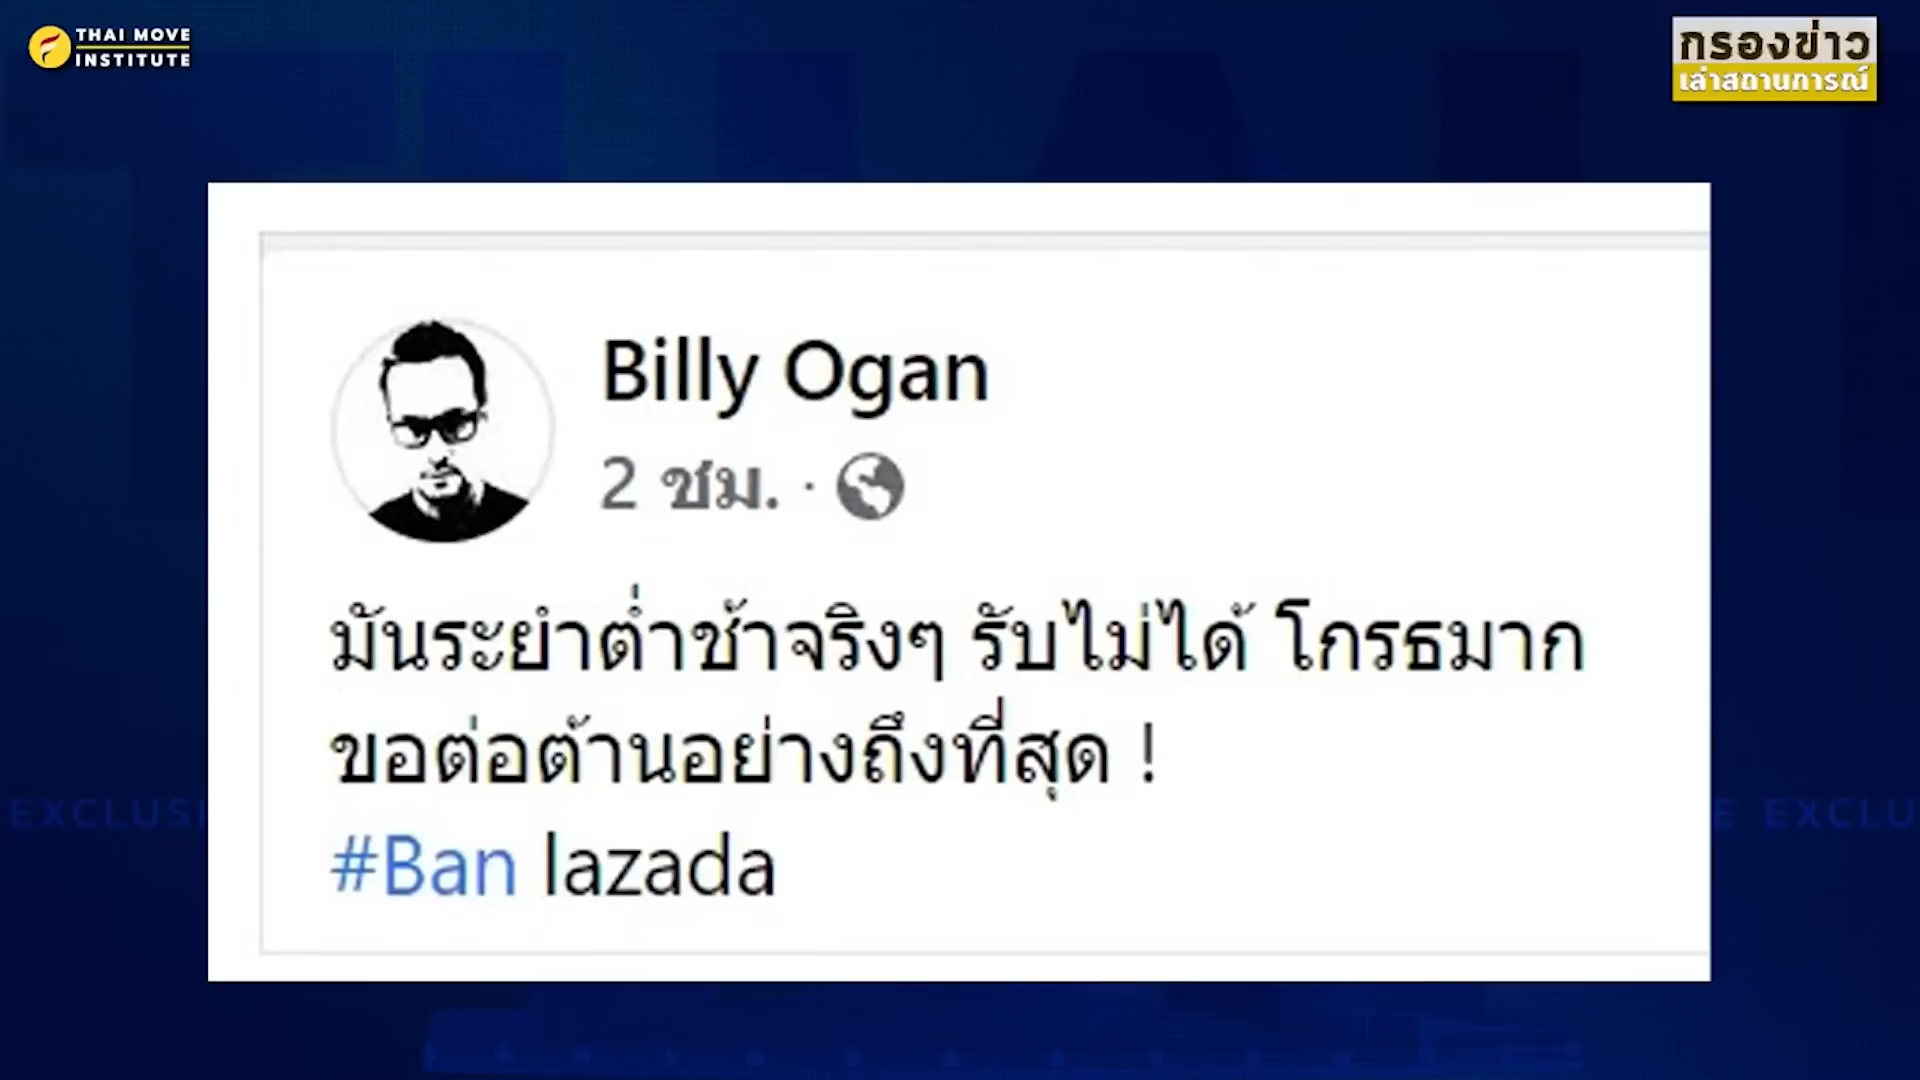 THAI MOVE
INSTITUTE
กรองข่าว
เล่าสถานการณ์
Billy Ogan
2 ชม. ·
มันระยำต่ำช้าจริงๆ รับไม่ได้ โกรธมาก
ขอต่อต้านอย่างถึงที่สุด !
#Ban lazada
EXCLUSI
E EXCLU